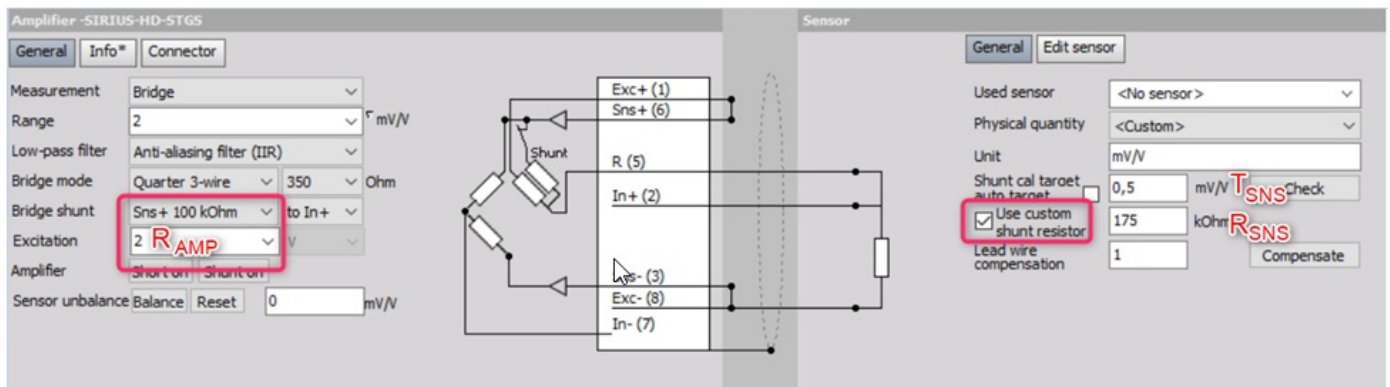 Amplifier -SIRIUS-HD-STGS
General Info* Connector
Measurement Bridge
Range 2 mV/V
Low-pass filter Anti-aliasing filter (IIR)
Bridge mode Quarter 3-wire 350 Ohm
Bridge shunt Sns+ 100 kOhm to In+
Excitation 2 V
R AMP
Amplifier Short on Shunt on
Sensor unbalance Balance Reset 0 mV/V
Exc+ (1)
Sns+ (6)
Shunt
R (5)
In+ (2)
(3)
Exc- (8)
In- (7)
Sensor
General Edit sensor
Used sensor <No sensor>
Physical quantity <Custom>
Unit mV/V
Shunt cal target
auto target 0,5 mV/V TSNS Check
Use custom
shunt resistor 175 kOhm RSNS
Lead wire
compensation 1 Compensate